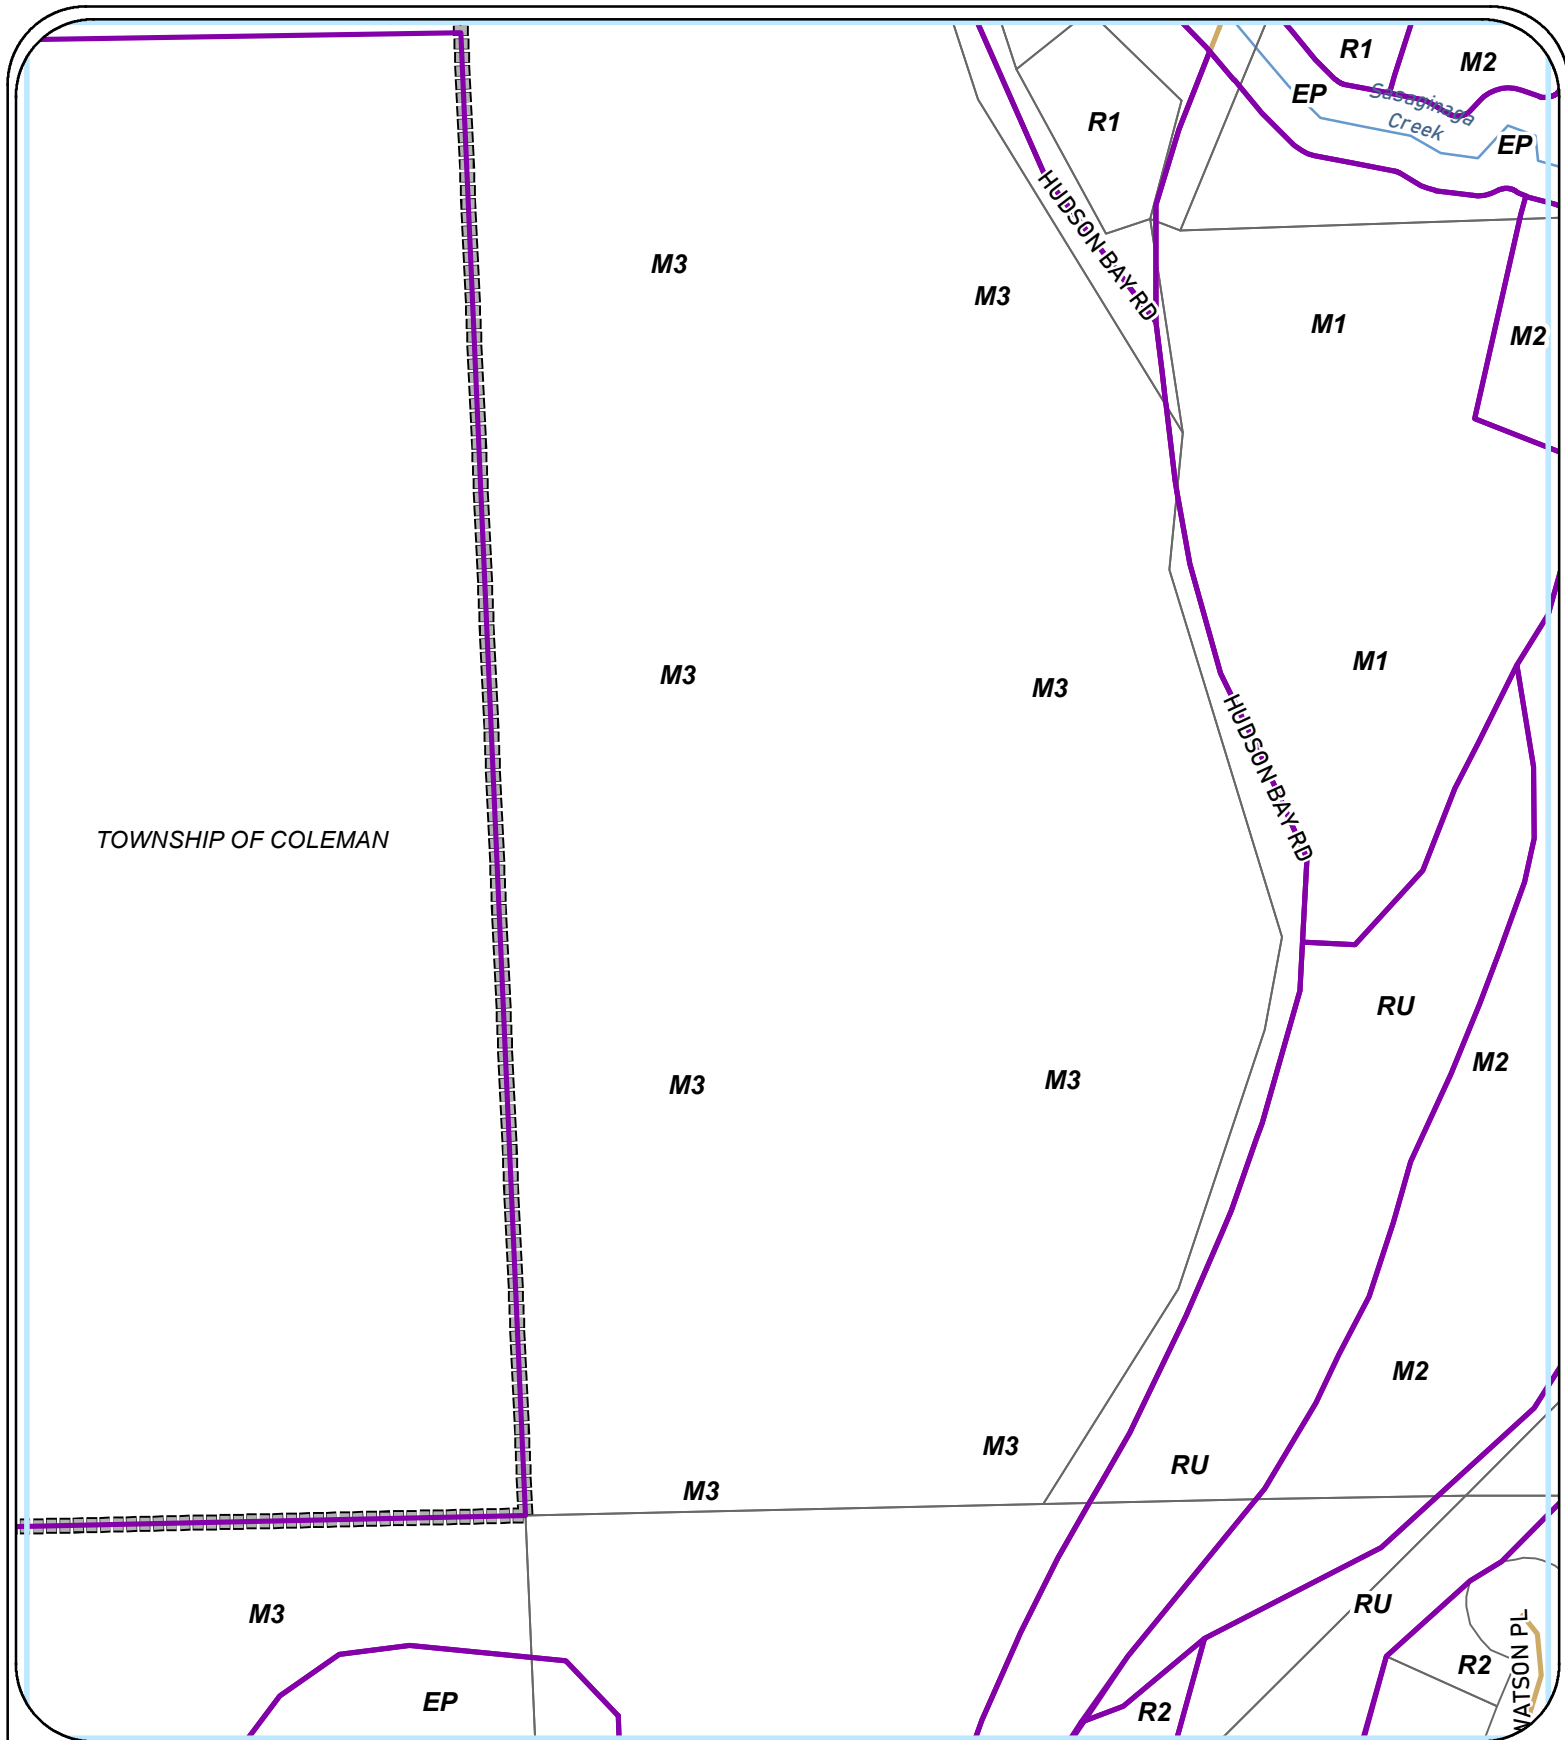 R1
M2
EP
Sasaginaga
Creek
R1
EP
HUDSON BAY RD
M3
M3
M1
M2
M3
M3
M1
HUDSON BAY RD
TOWNSHIP OF COLEMAN
RU
M2
M3
M3
M2
M3
RU
M3
M3
RU
WATSON PL
R2
EP
R2